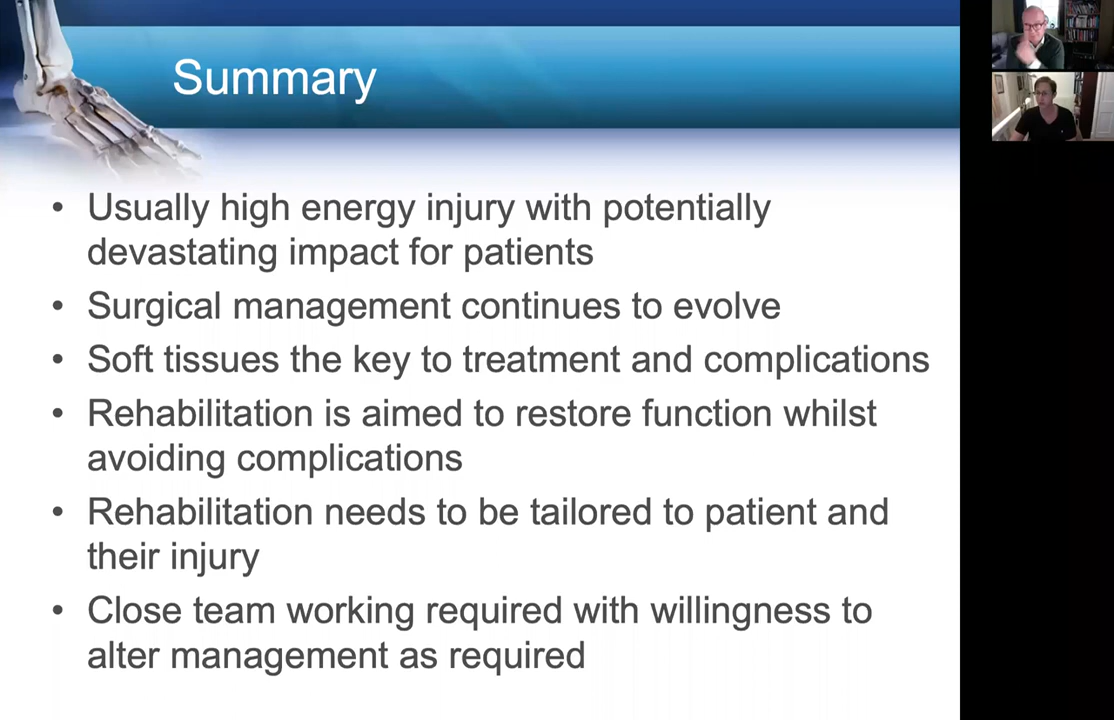 Summary
• Usually high energy injury with potentially
devastating impact for patients
• Surgical management continues to evolve
• Soft tissues the key to treatment and complications
• Rehabilitation is aimed to restore function whilst
avoiding complications
• Rehabilitation needs to be tailored to patient and
their injury
• Close team working required with willingness to
alter management as required